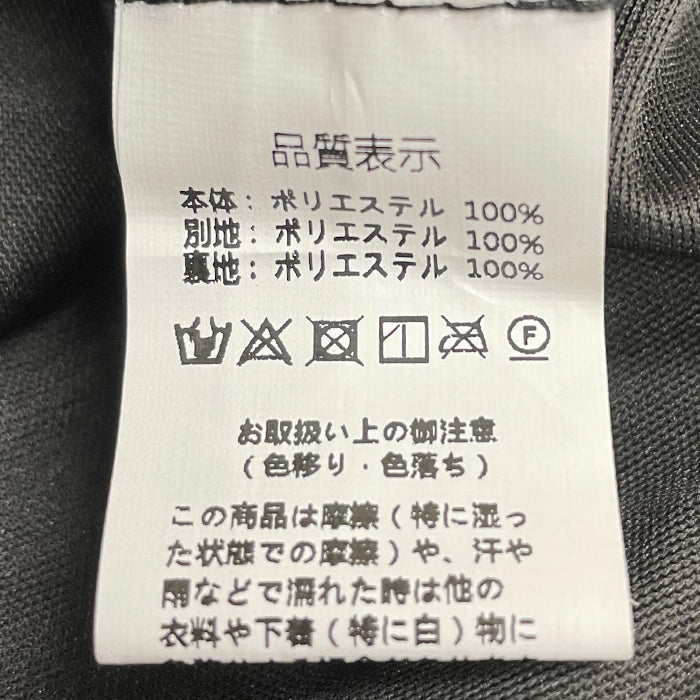 品質表示
本体：ポリエステル 100%
別地：ポリエステル 100%
裏地：ポリエステル 100%
F
お取扱い上の御注意
（色移り・色落ち）
この商品は摩擦（特に湿っ
た状態での摩擦）や、汗や
雨などで濡れた時は他の
衣料や下着（特に白）物に